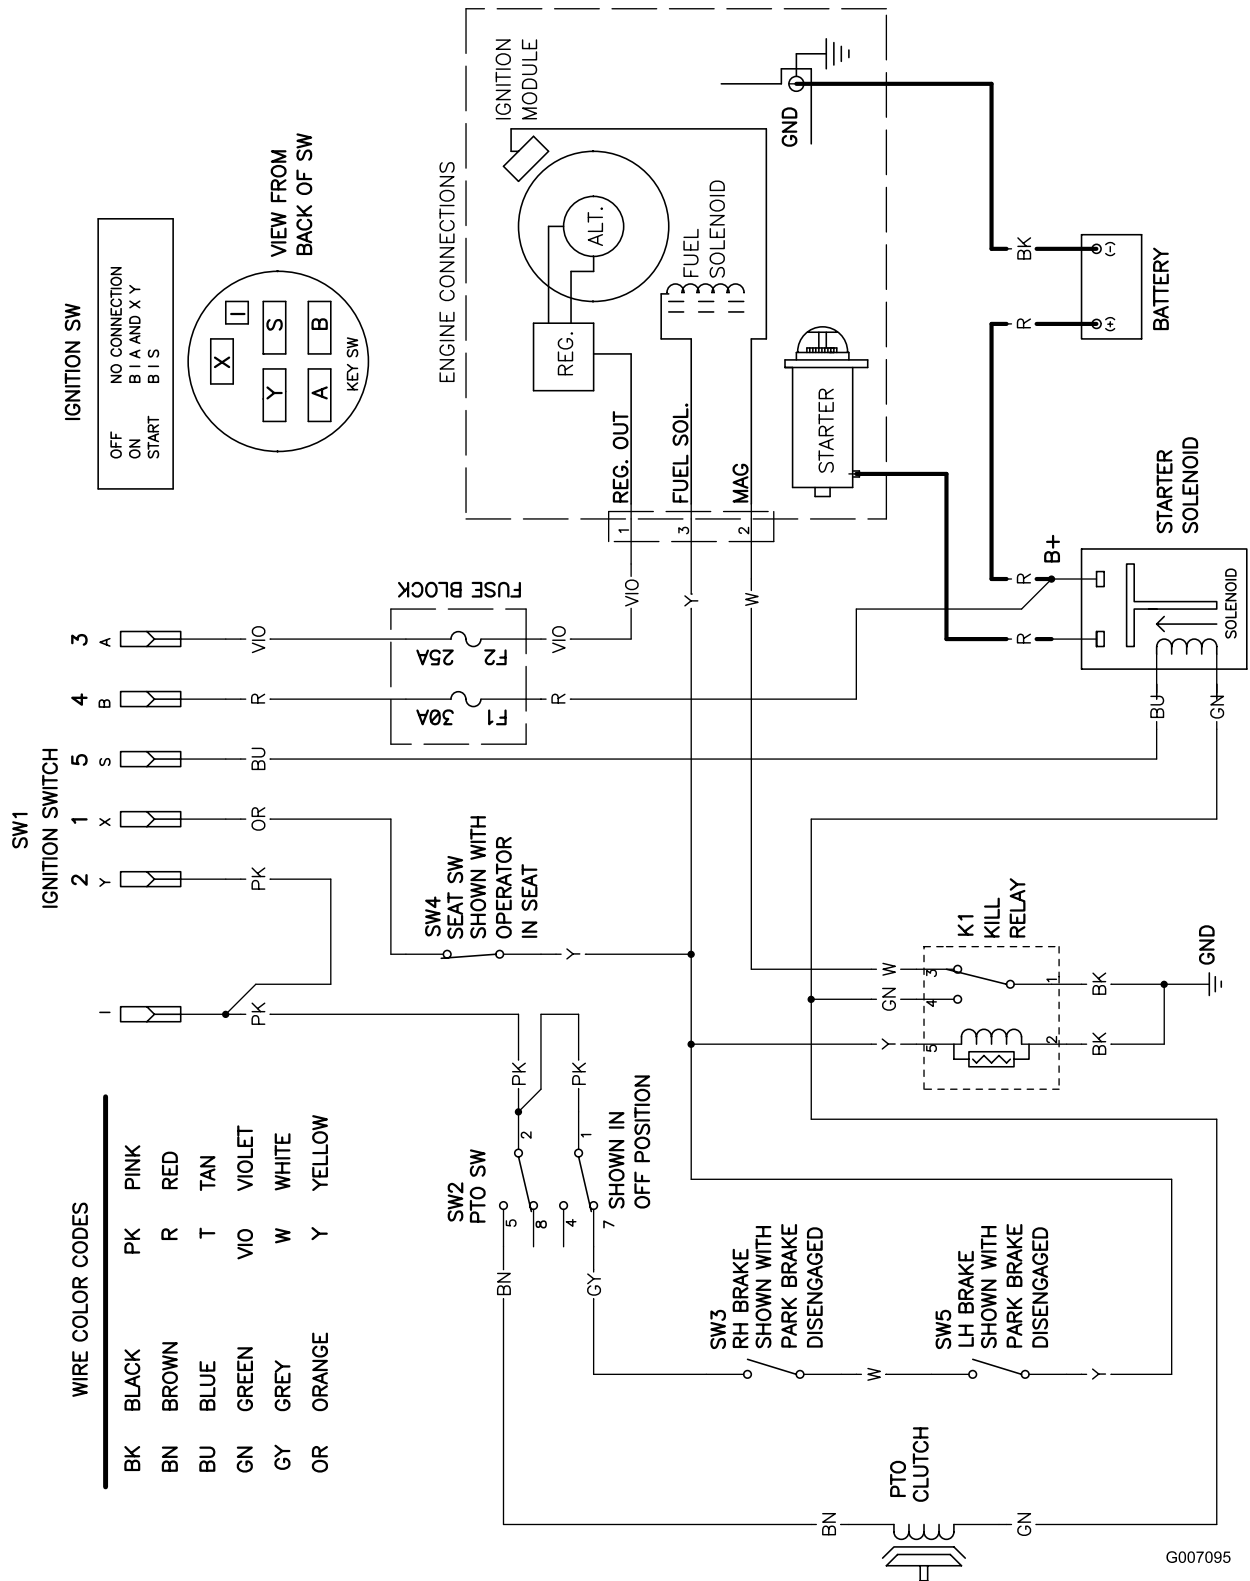 IGNITION SW
OFF NO CONNECTION
ON B I A AND X Y
START B I S
VIEW FROM
BACK OF SW
X
I
Y
S
A
B
KEY SW
ENGINE CONNECTIONS
IGNITION
MODULE
ALT.
REG.
FUEL
SOLENOID
GND
STARTER
REG. OUT
FUEL SOL.
MAG
1
3
2
BATTERY
(-)
(+)
BK
R
STARTER
SOLENOID
B+
R
R
SOLENOID
BU
GN
FUSE BLOCK
25A
F2
30A
F1
VIO
VIO
VIO
R
R
Y
W
SW1
IGNITION SWITCH
3
A
4
B
5
S
1
X
2
Y
I
BU
OR
PK
PK
SW4
SEAT SW
SHOWN WITH
OPERATOR
IN SEAT
Y
K1
KILL
RELAY
W
GN
Y
3
4
5
1
2
BK
BK
GND
PK
PK
SW2
PTO SW
2
1
5
8
4
7
SHOWN IN
OFF POSITION
BN
GY
SW3
RH BRAKE
SHOWN WITH
PARK BRAKE
DISENGAGED
W
SW5
LH BRAKE
SHOWN WITH
PARK BRAKE
DISENGAGED
Y
PTO
CLUTCH
BN
GN
WIRE COLOR CODES
BK BLACK PK PINK
BN BROWN R RED
BU BLUE T TAN
GN GREEN VIO VIOLET
GY GREY W WHITE
OR ORANGE Y YELLOW
G007095